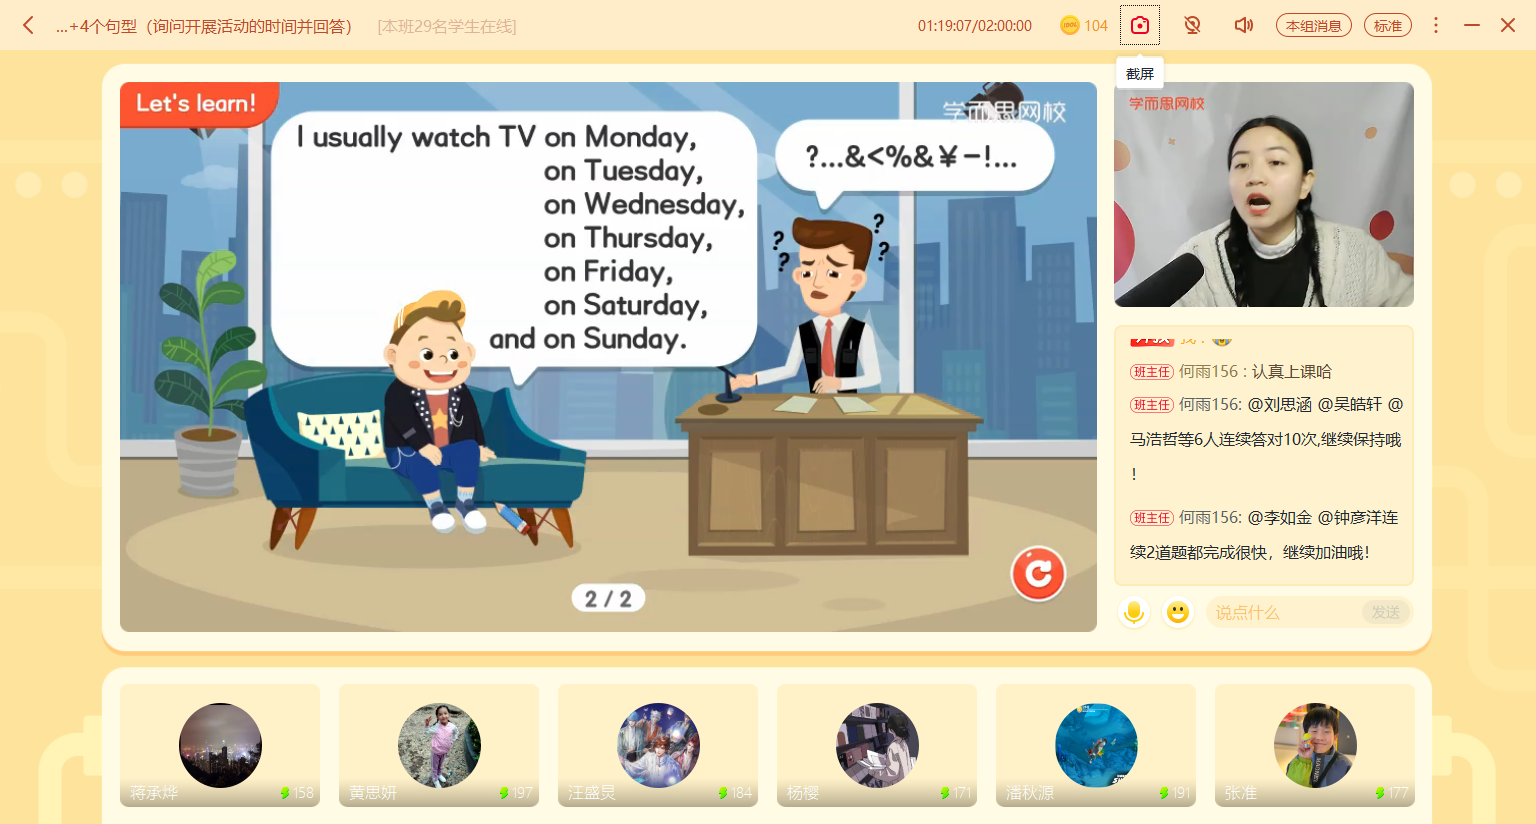 ...+4个句型（询问开展活动的时间并回答） [本班29名学生在线] 01:19:07/02:00:00 104 本组消息 标准
截屏
Let's learn!
学而思网校
学而思网校
I usually watch TV on Monday,
on Tuesday,
on Wednesday,
on Thursday,
on Friday,
on Saturday,
and on Sunday.
?...&<%&¥-!...
? ? ? ?
2 / 2
班主任 何雨156 : 认真上课哈
班主任 何雨156: @刘思涵 @吴皓轩 @
马浩哲等6人连续答对10次,继续保持哦
！
班主任 何雨156: @李如金 @钟彦洋连
续2道题都完成很快，继续加油哦！
说点什么 发送
蒋承烨 158
黄思妍 197
汪盛炅 184
杨樱 171
潘秋源 191
张准 177